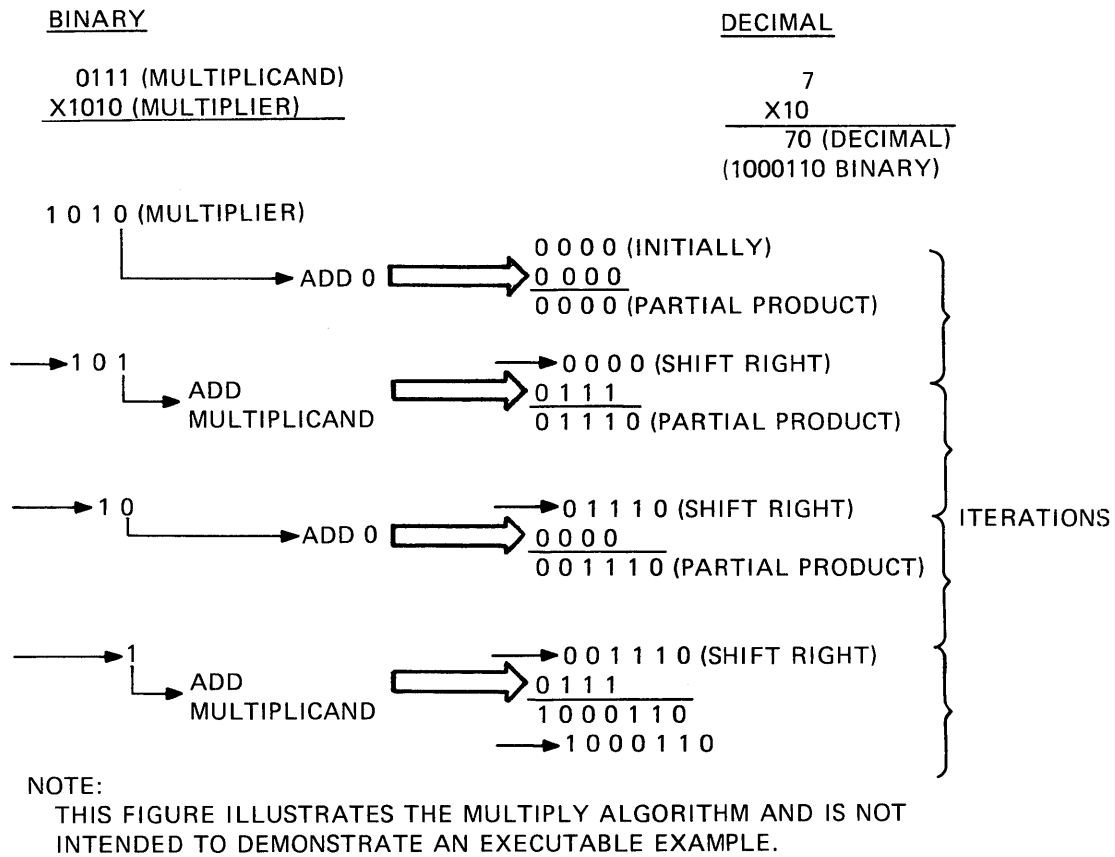 BINARY
DECIMAL
0111 (MULTIPLICAND)
X1010 (MULTIPLIER)
7
X10
70 (DECIMAL)
(1000110 BINARY)
1 0 1 0 (MULTIPLIER)
ADD 0
0 0 0 0 (INITIALLY)
0 0 0 0
0 0 0 0 (PARTIAL PRODUCT)
1 0 1
ADD
MULTIPLICAND
0 0 0 0 (SHIFT RIGHT)
0 1 1 1
0 1 1 1 0 (PARTIAL PRODUCT)
1 0
ADD 0
0 1 1 1 0 (SHIFT RIGHT)
0 0 0 0
0 0 1 1 1 0 (PARTIAL PRODUCT)
ITERATIONS
1
ADD
MULTIPLICAND
0 0 1 1 1 0 (SHIFT RIGHT)
0 1 1 1
1 0 0 0 1 1 0
1 0 0 0 1 1 0
NOTE:
THIS FIGURE ILLUSTRATES THE MULTIPLY ALGORITHM AND IS NOT
INTENDED TO DEMONSTRATE AN EXECUTABLE EXAMPLE.